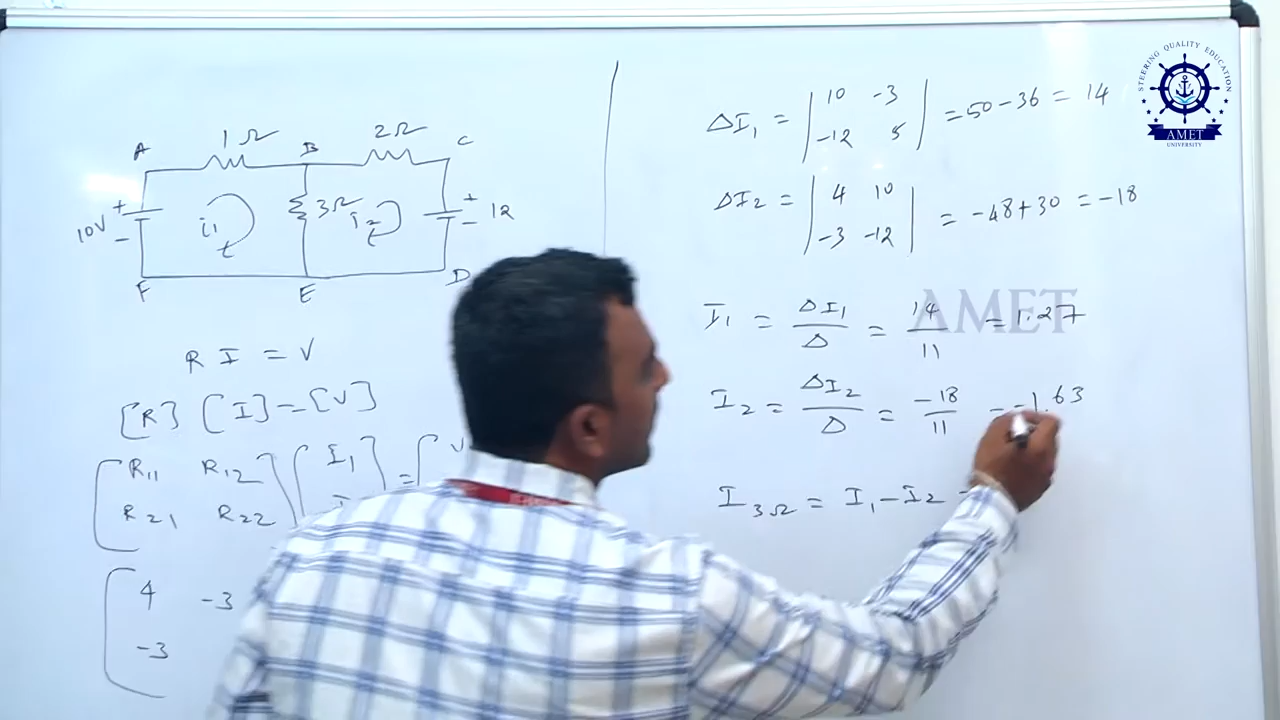 A 1Ω B 2Ω C
10V + − i1 3Ω i2 + − 12
F E D
R I = V
[R] [I] = [V]
R11 R12 I1 = V
R21 R22
4 -3
-3
ΔI1 = | 10 -3 | = 50 - 36 = 14
-12 5
ΔI2 = | 4 10 | = -48 + 30 = -18
-3 -12
I1 = ΔI1 / Δ = 14 / 11 = 1.27
I2 = ΔI2 / Δ = -18 / 11 = -1.63
I3Ω = I1 - I2
STEERING QUALITY EDUCATION
AMET
UNIVERSITY
AMET